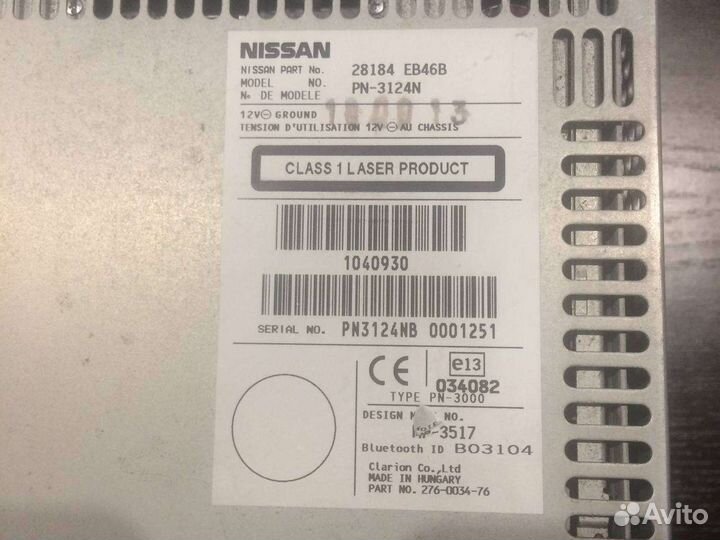 NISSAN
NISSAN PART No. 28184 EB46B
MODEL NO. PN-3124N
N° DE MODELE
12V⊖ GROUND
TENSION D'UTILISATION 12V ⊖ AU CHASSIS
CLASS 1 LASER PRODUCT
1040930
SERIAL NO. PN3124NB 0001251
CE
e13
034082
TYPE PN-3000
DESIGN NO.
-3517
Bluetooth ID B03104
Clarion Co.,Ltd
MADE IN HUNGARY
PART NO. 276-0034-76
Avito